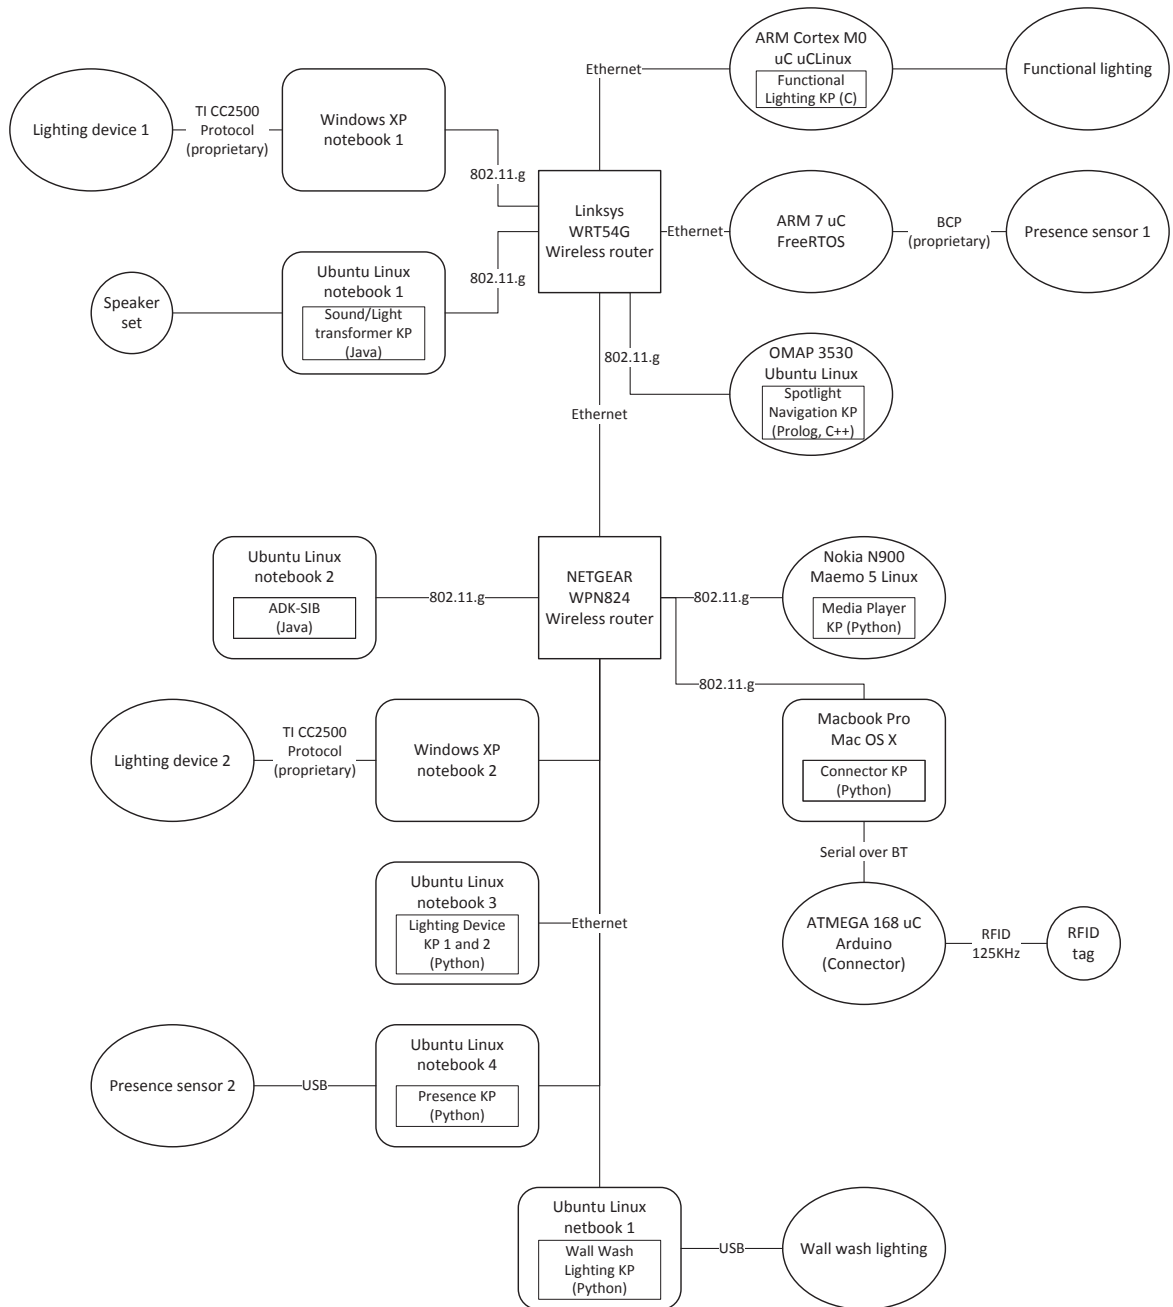 ARM Cortex M0
uC uCLinux
Functional
Lighting KP (C)
Ethernet
Functional lighting
Lighting device 1
TI CC2500
Protocol
(proprietary)
Windows XP
notebook 1
802.11.g
Linksys
WRT54G
Wireless router
Ethernet
ARM 7 uC
FreeRTOS
BCP
(proprietary)
Presence sensor 1
Speaker
set
Ubuntu Linux
notebook 1
Sound/Light
transformer KP
(Java)
802.11.g
802.11.g
OMAP 3530
Ubuntu Linux
Spotlight
Navigation KP
(Prolog, C++)
Ethernet
Ubuntu Linux
notebook 2
ADK-SIB
(Java)
802.11.g
NETGEAR
WPN824
Wireless router
802.11.g
Nokia N900
Maemo 5 Linux
Media Player
KP (Python)
802.11.g
Macbook Pro
Mac OS X
Connector KP
(Python)
Lighting device 2
TI CC2500
Protocol
(proprietary)
Windows XP
notebook 2
Serial over BT
Ubuntu Linux
notebook 3
Lighting Device
KP 1 and 2
(Python)
Ethernet
ATMEGA 168 uC
Arduino
(Connector)
RFID
125KHz
RFID
tag
Presence sensor 2
USB
Ubuntu Linux
notebook 4
Presence KP
(Python)
Ubuntu Linux
netbook 1
Wall Wash
Lighting KP
(Python)
USB
Wall wash lighting